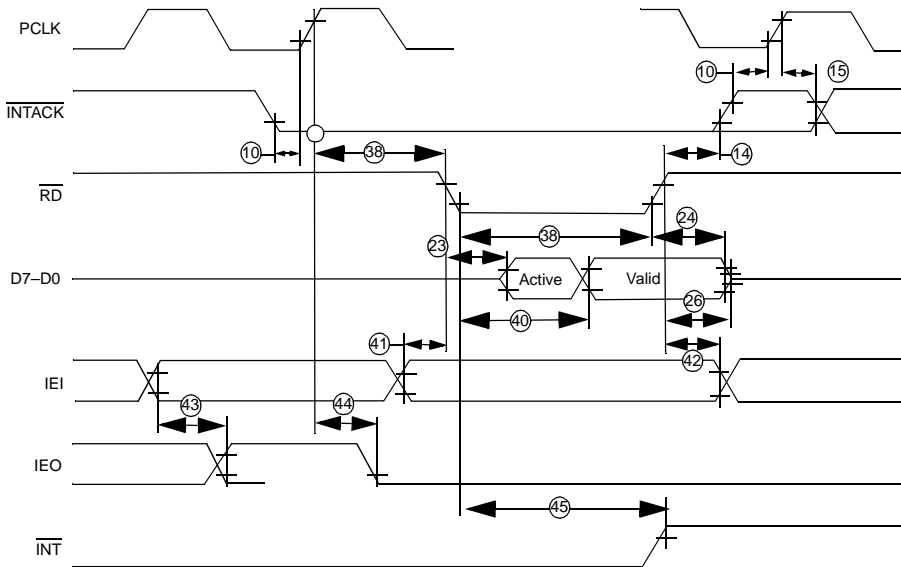 PCLK
10
15
INTACK
10
38
14
RD
24
38
23
D7–D0
Active
Valid
26
40
41
42
IEI
43
44
IEO
45
INT